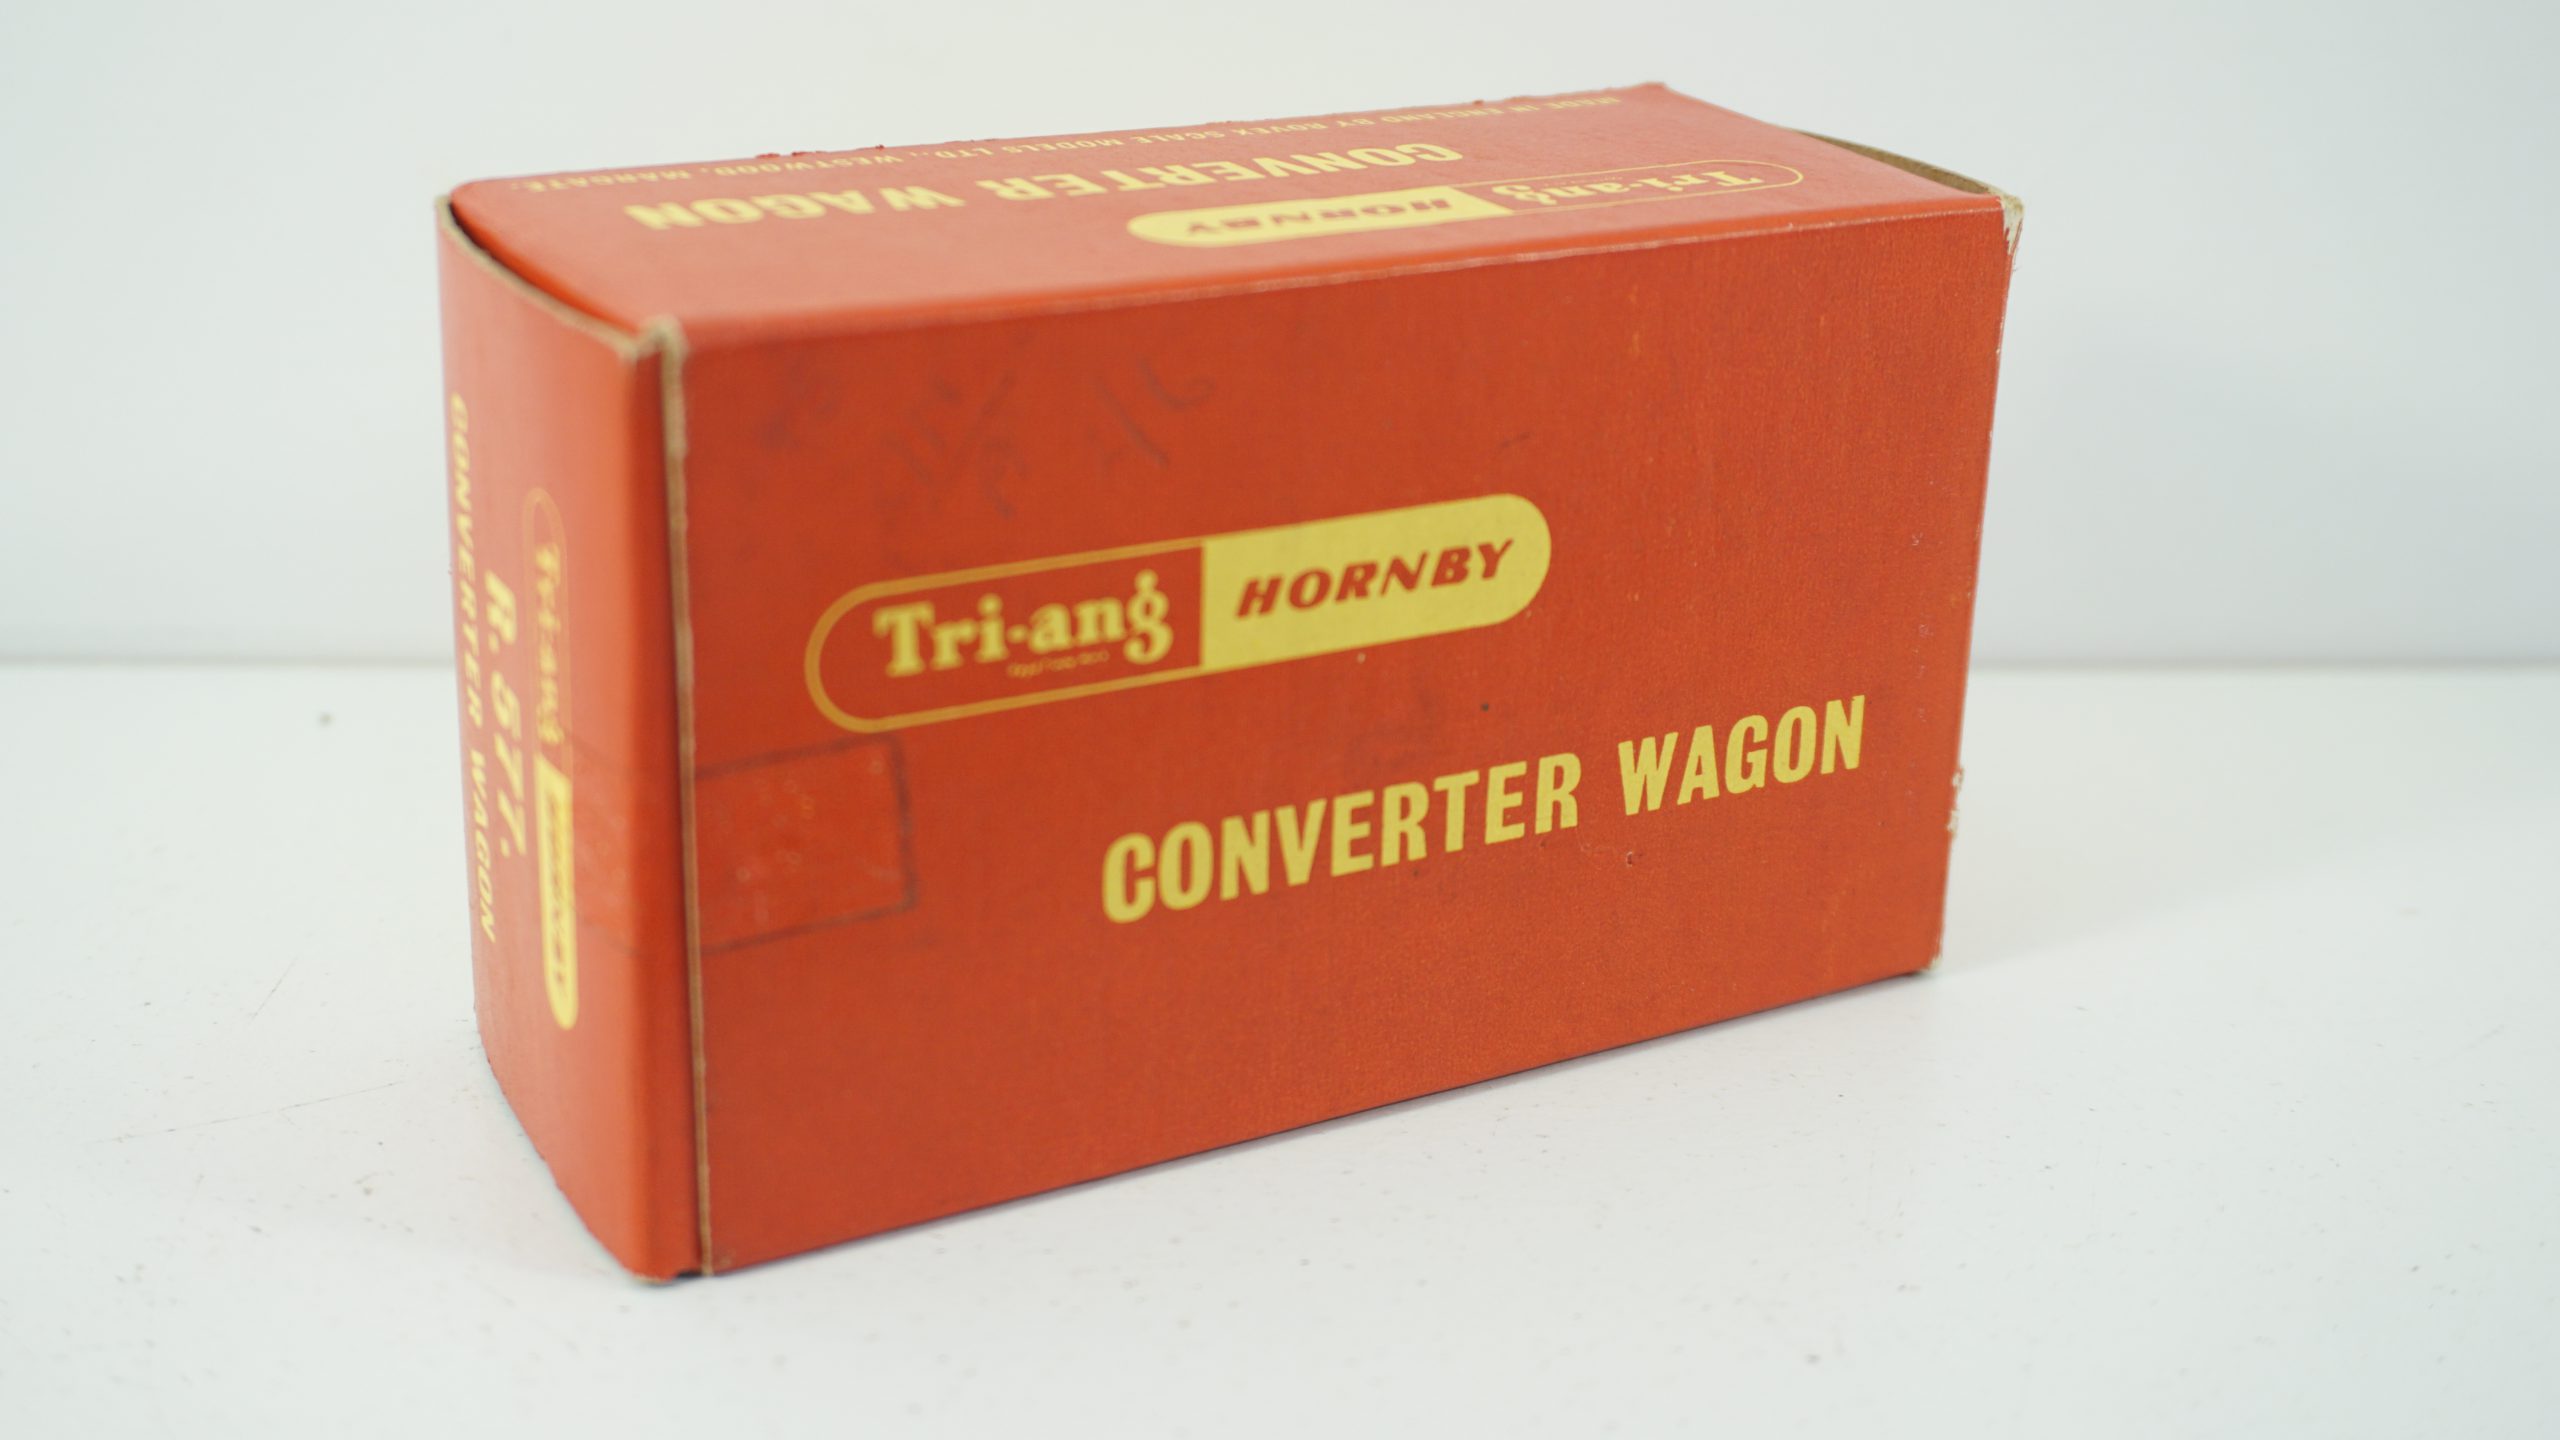 MADE IN ENGLAND BY ROVEX SCALE MODELS LTD., WESTWOOD, MARGATE.
CONVERTER WAGON
Tri-ang HORNBY
Tri-ang HORNBY
CONVERTER WAGON
Tri-ang HORNBY
R.577.
CONVERTER WAGON